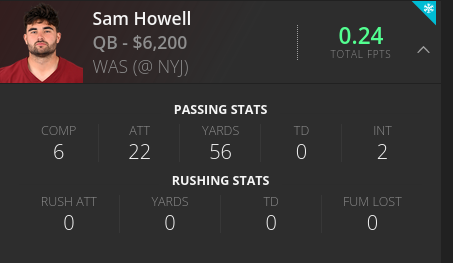 Sam Howell
QB - $6,200
WAS (@ NYJ)
0.24
TOTAL FPTS
PASSING STATS
COMP ATT YARDS TD INT
6 22 56 0 2
RUSHING STATS
RUSH ATT YARDS TD FUM LOST
0 0 0 0